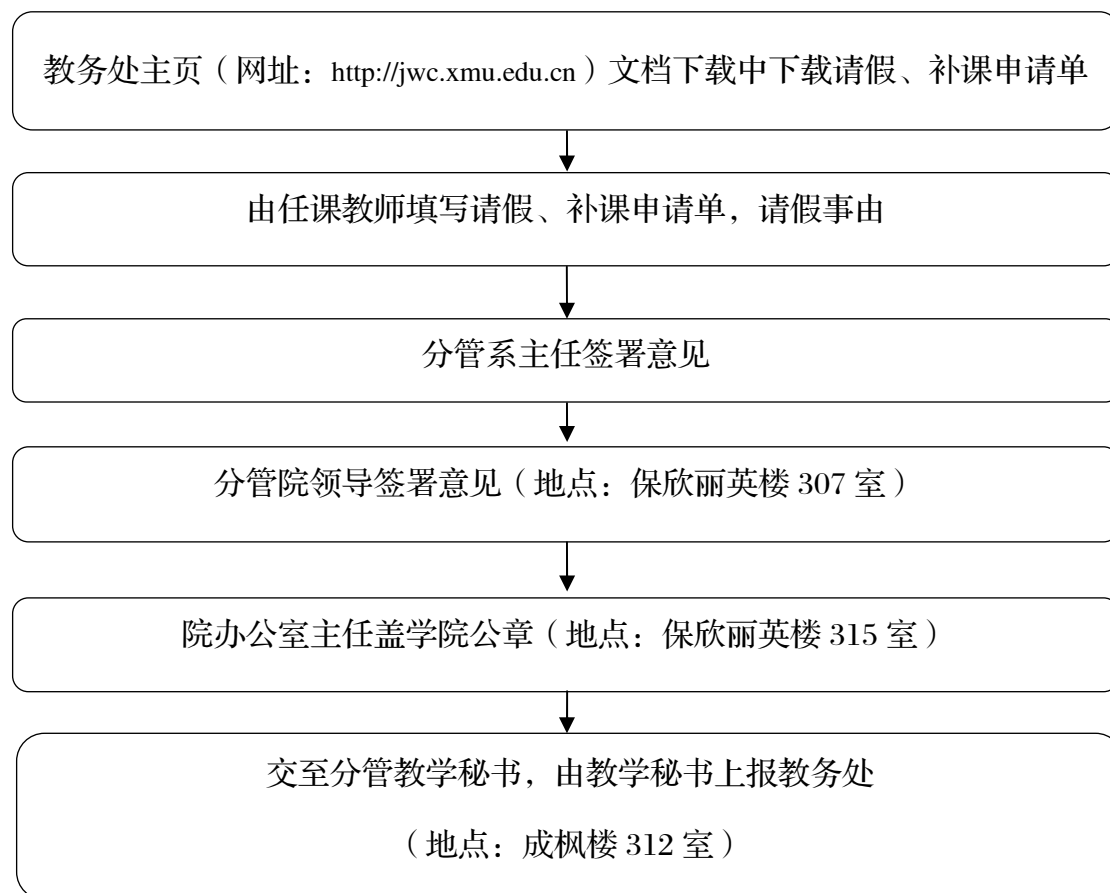 教务处主页（网址：http://jwc.xmu.edu.cn）文档下载中下载请假、补课申请单
由任课教师填写请假、补课申请单，请假事由
分管系主任签署意见
分管院领导签署意见（地点：保欣丽英楼 307 室）
院办公室主任盖学院公章（地点：保欣丽英楼 315 室）
交至分管教学秘书，由教学秘书上报教务处
（地点：成枫楼 312 室）